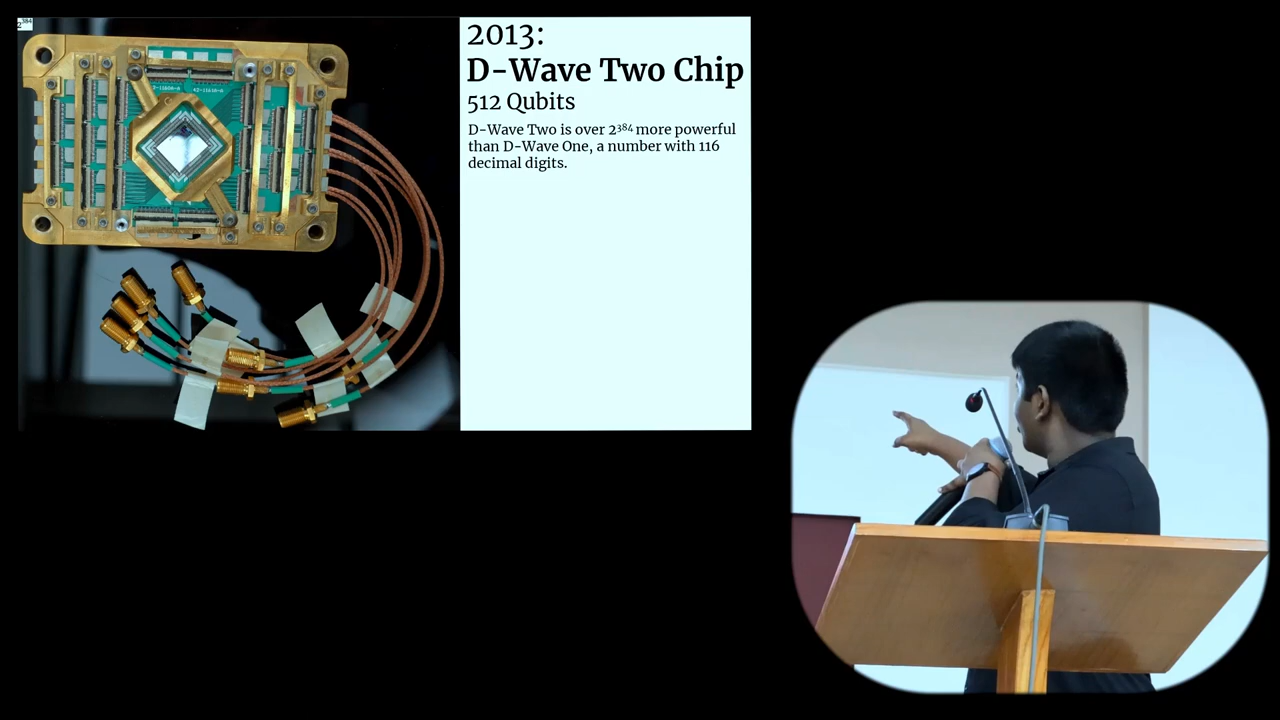 2³⁸⁴
2013:
D-Wave Two Chip
512 Qubits
D-Wave Two is over 2³⁸⁴ more powerful
than D-Wave One, a number with 116
decimal digits.